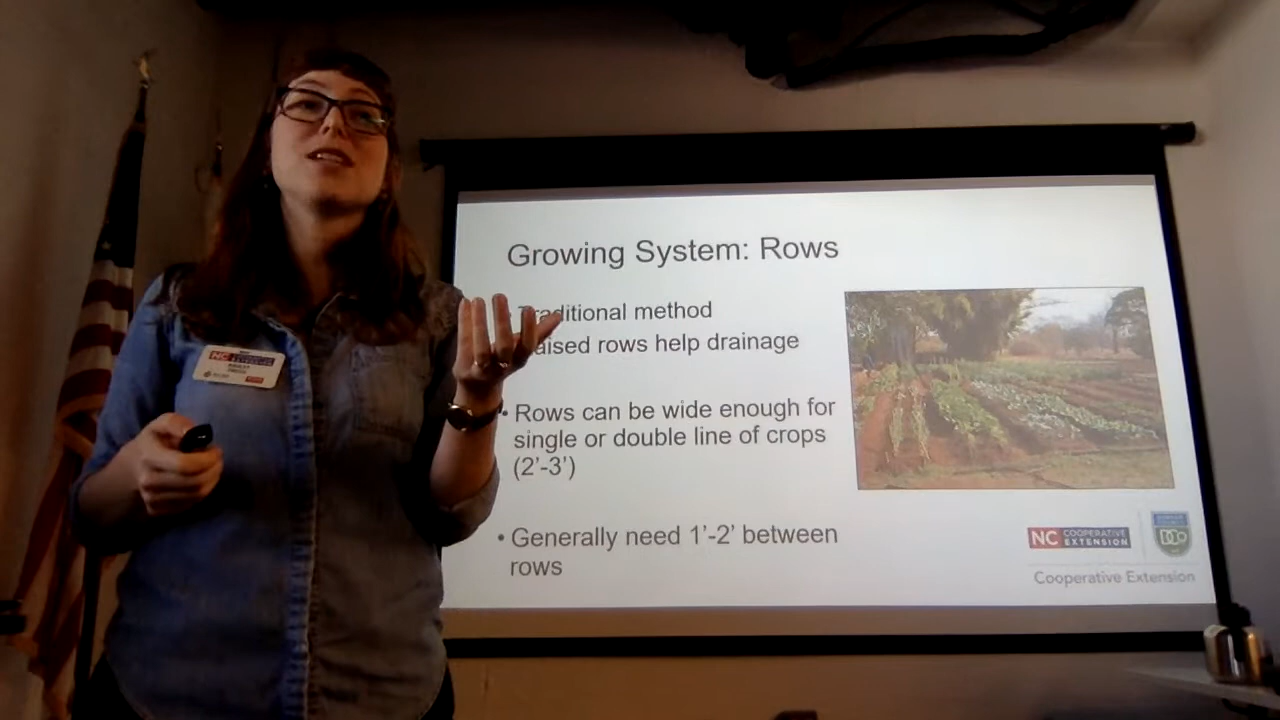 Growing System: Rows
• Traditional method
aised rows help drainage
• Rows can be wide enough for
single or double line of crops
(2'-3')
• Generally need 1'-2' between
rows
NC COOPERATIVE
EXTENSION
Cooperative Extension
NC